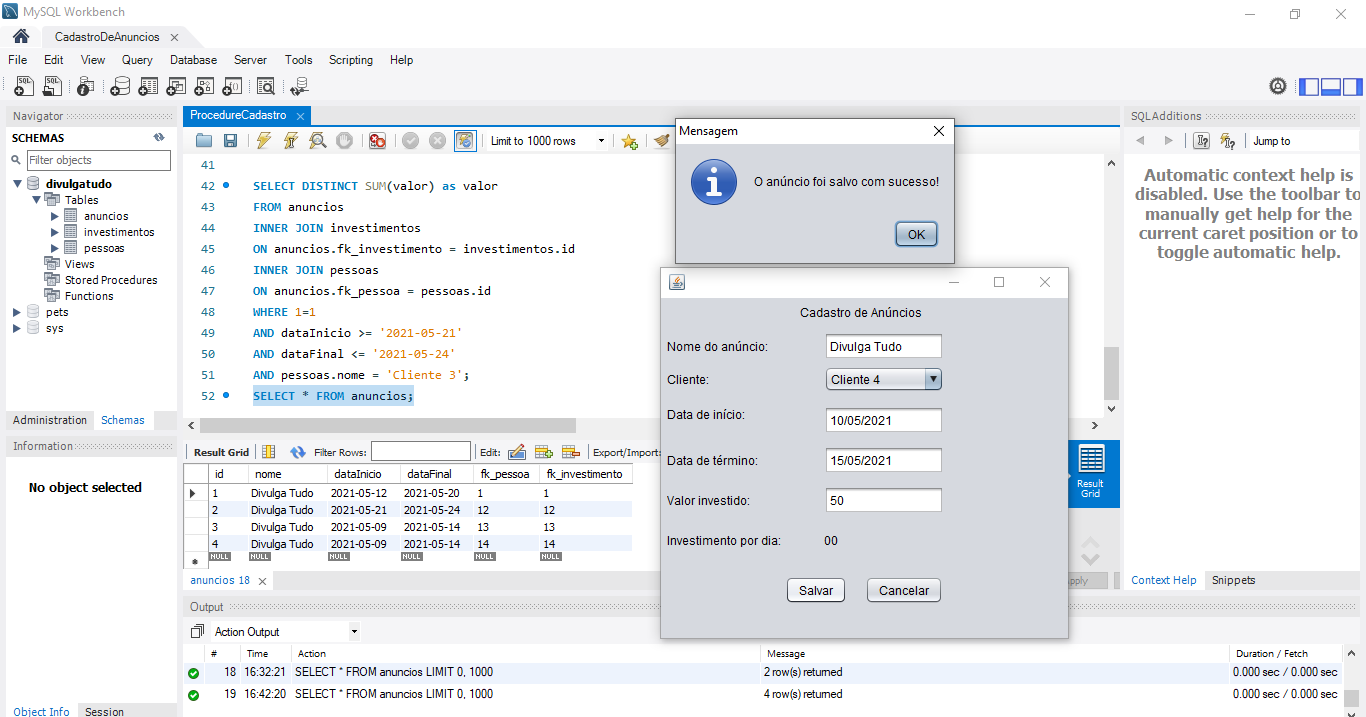 MySQL Workbench
CadastroDeAnuncios
File Edit View Query Database Server Tools Scripting Help
Navigator
SCHEMAS
Filter objects
divulgatudo
Tables
anuncios
investimentos
pessoas
Views
Stored Procedures
Functions
pets
sys
Administration Schemas
Information
No object selected
Object Info Session
ProcedureCadastro
Limit to 1000 rows
41
42 SELECT DISTINCT SUM(valor) as valor
43 FROM anuncios
44 INNER JOIN investimentos
45 ON anuncios.fk_investimento = investimentos.id
46 INNER JOIN pessoas
47 ON anuncios.fk_pessoa = pessoas.id
48 WHERE 1=1
49 AND dataInicio >= '2021-05-21'
50 AND dataFinal <= '2021-05-24'
51 AND pessoas.nome = 'Cliente 3';
52 SELECT * FROM anuncios;
Result Grid Filter Rows: Edit: Export/Import:
id nome dataInicio dataFinal fk_pessoa fk_investimento
1 Divulga Tudo 2021-05-12 2021-05-20 1 1
2 Divulga Tudo 2021-05-21 2021-05-24 12 12
3 Divulga Tudo 2021-05-09 2021-05-14 13 13
4 Divulga Tudo 2021-05-09 2021-05-14 14 14
NULL NULL NULL NULL NULL NULL
anuncios 18
Result
Grid
Output
Action Output
# Time Action Message Duration / Fetch
18 16:32:21 SELECT * FROM anuncios LIMIT 0, 1000 2 row(s) returned 0.000 sec / 0.000 sec
19 16:42:20 SELECT * FROM anuncios LIMIT 0, 1000 4 row(s) returned 0.000 sec / 0.000 sec
Mensagem
O anúncio foi salvo com sucesso!
OK
Cadastro de Anúncios
Nome do anúncio: Divulga Tudo
Cliente: Cliente 4
Data de início: 10/05/2021
Data de término: 15/05/2021
Valor investido: 50
Investimento por dia: 00
Salvar Cancelar
SQLAdditions
Jump to
Automatic context help is
disabled. Use the toolbar to
manually get help for the
current caret position or to
toggle automatic help.
Context Help Snippets